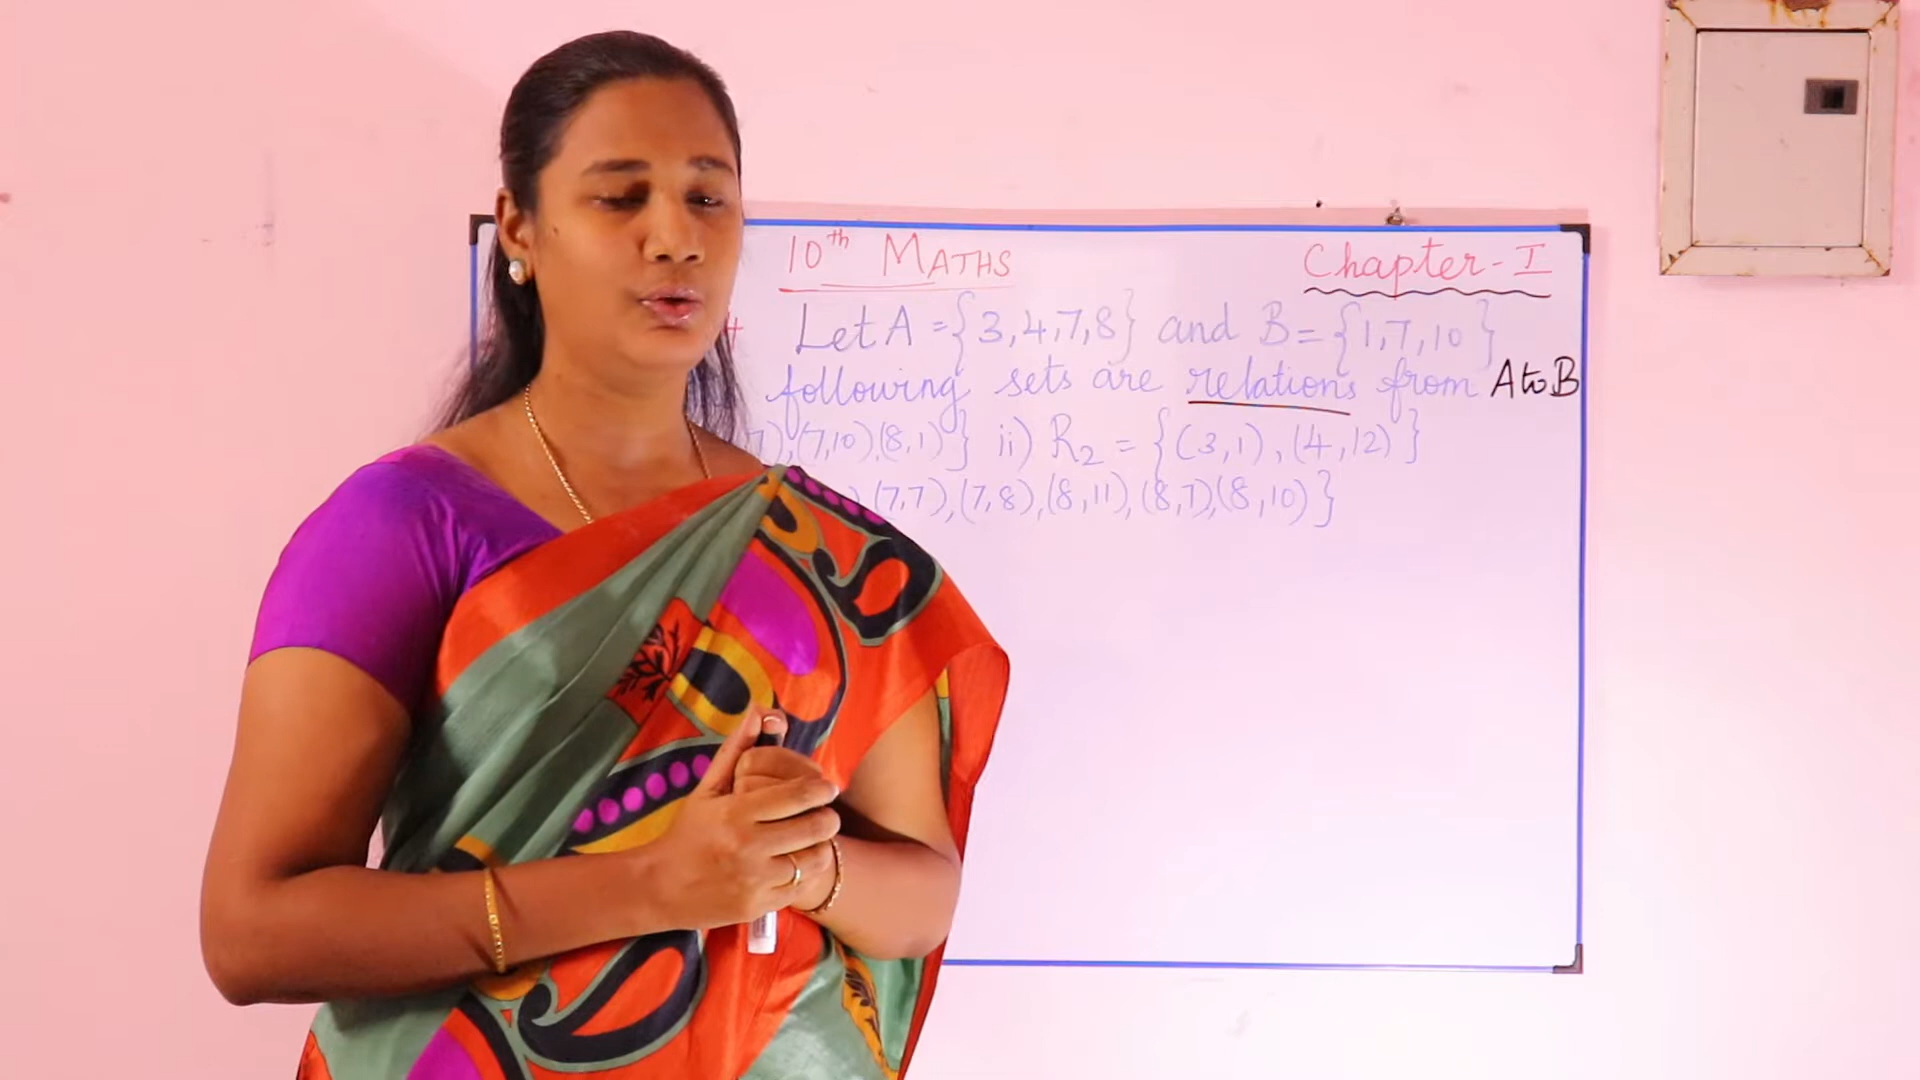 10th MATHS Chapter-I
Let A = {3,4,7,8} and B = {1,7,10}
following sets are relations from A to B
7),(7,10)(8,1)} ii) R2 = {(3,1),(4,12)}
(7,7),(7,8),(8,11),(8,7),(8,10)}